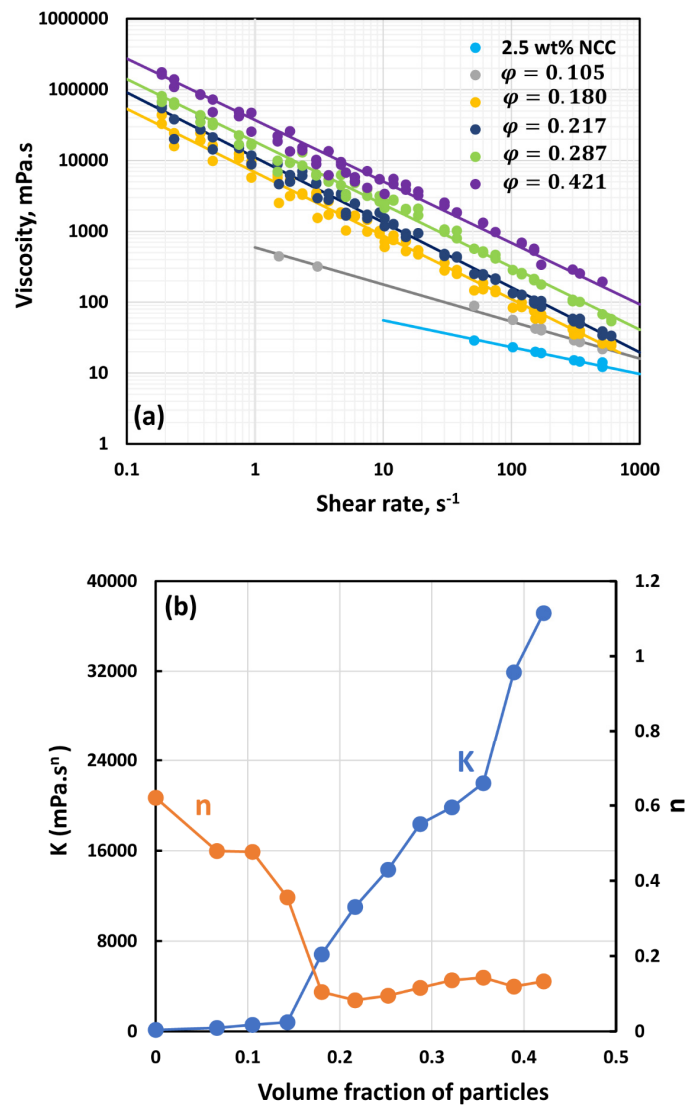 2.5 wt% NCC
φ = 0.105
φ = 0.180
φ = 0.217
φ = 0.287
φ = 0.421
1000000
100000
10000
1000
100
10
1
Viscosity, mPa.s
(a)
0.1 1 10 100 1000
Shear rate, s⁻¹
(b)
40000
32000
24000
16000
8000
0
K (mPa.sⁿ)
n
K
1.2
1
0.8
0.6
0.4
0.2
0
n
0 0.1 0.2 0.3 0.4 0.5
Volume fraction of particles